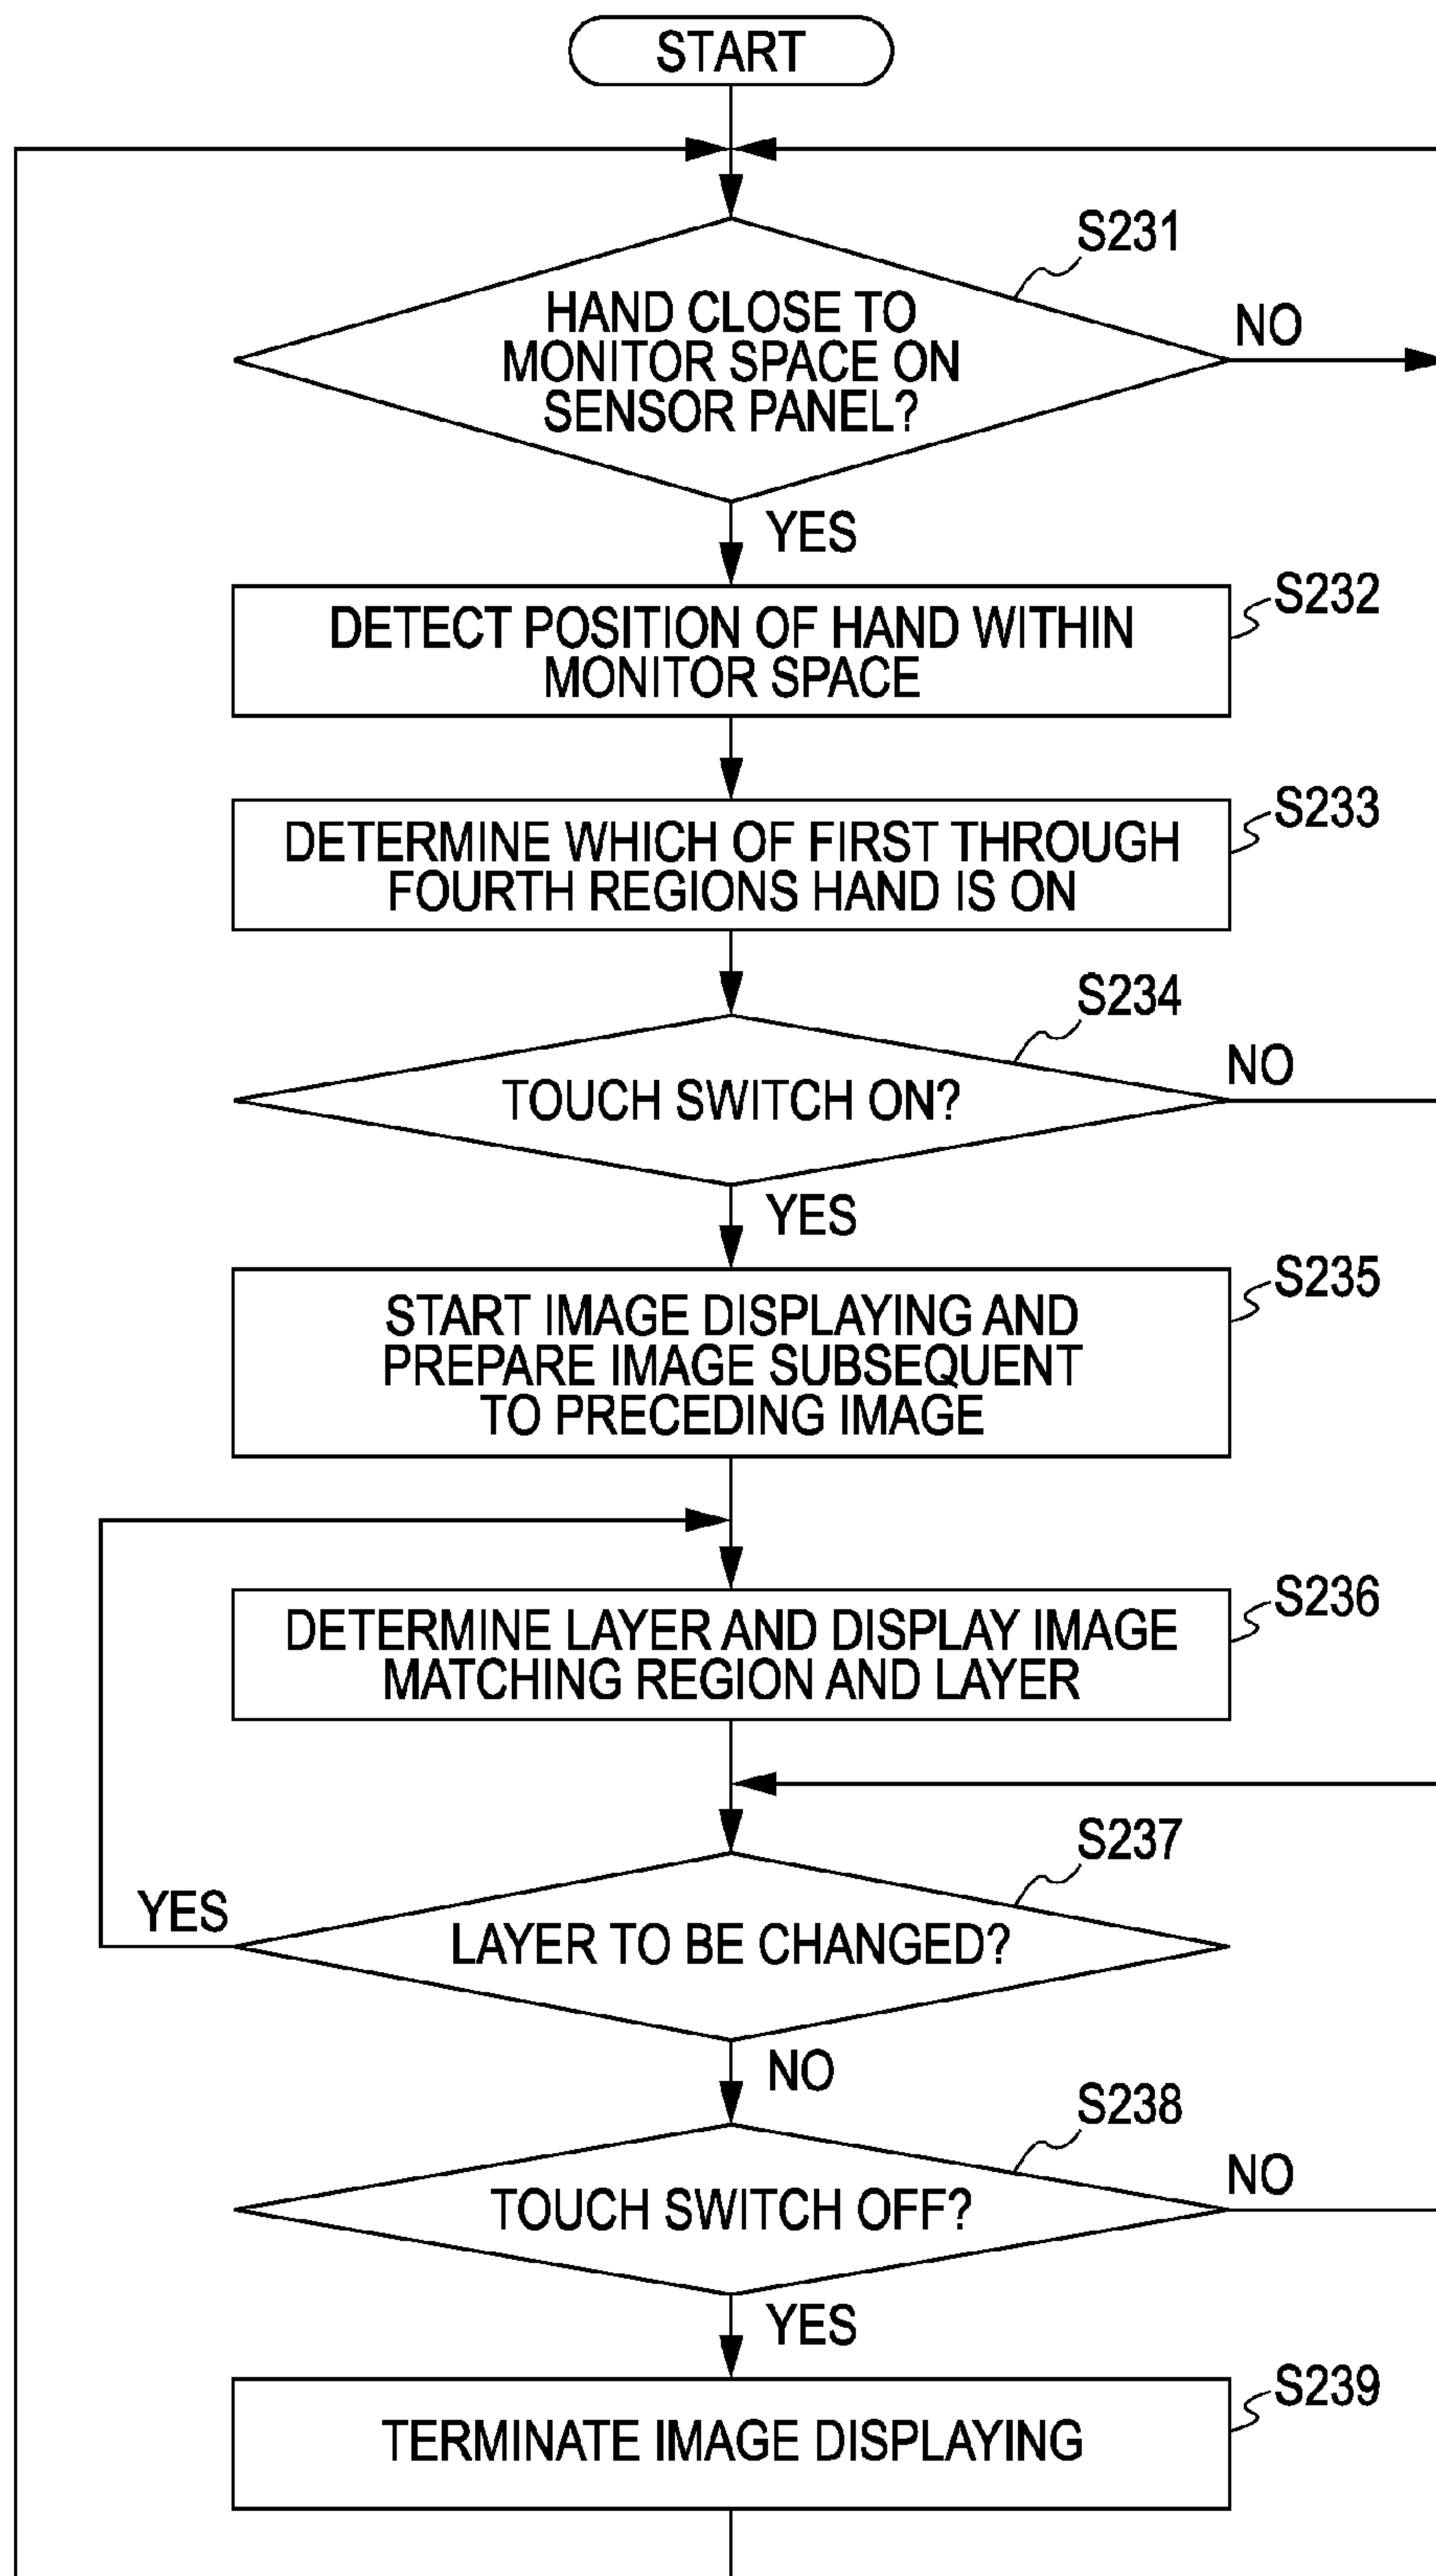 START
S231
HAND CLOSE TO
MONITOR SPACE ON
SENSOR PANEL?
NO
YES
S232
DETECT POSITION OF HAND WITHIN
MONITOR SPACE
S233
DETERMINE WHICH OF FIRST THROUGH
FOURTH REGIONS HAND IS ON
S234
TOUCH SWITCH ON?
NO
YES
S235
START IMAGE DISPLAYING AND
PREPARE IMAGE SUBSEQUENT
TO PRECEDING IMAGE
S236
DETERMINE LAYER AND DISPLAY IMAGE
MATCHING REGION AND LAYER
S237
YES
LAYER TO BE CHANGED?
NO
S238
TOUCH SWITCH OFF?
NO
YES
S239
TERMINATE IMAGE DISPLAYING